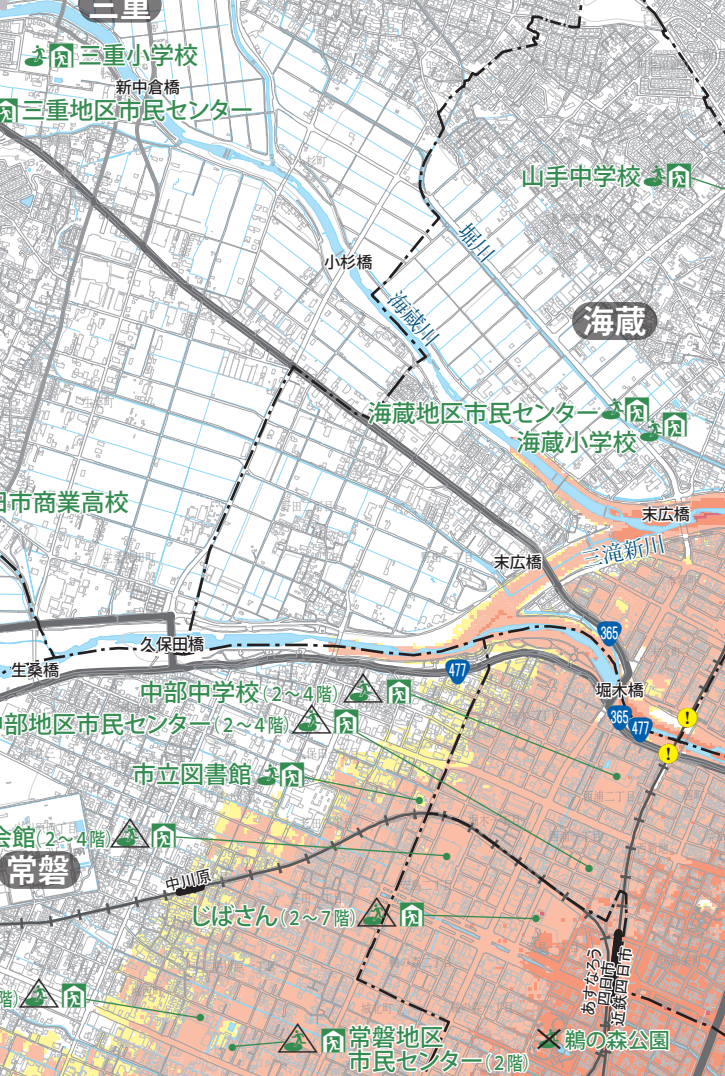 三重
三重小学校
新中倉橋
三重地区市民センター
山手中学校
堀川
小杉橋
海蔵川
海蔵
海蔵地区市民センター
海蔵小学校
市商業高校
末広橋
末広橋
三滝新川
365
久保田橋
生桑橋
477
中部中学校(2～4階)
堀木橋
365
477
!
!
部地区市民センター(2～4階)
市立図書館
会館(2～4階)
常磐
中川原
じばさん(2～7階)
あすなろう
四日市
近鉄四日市
階)
常磐地区
市民センター(2階)
鵜の森公園